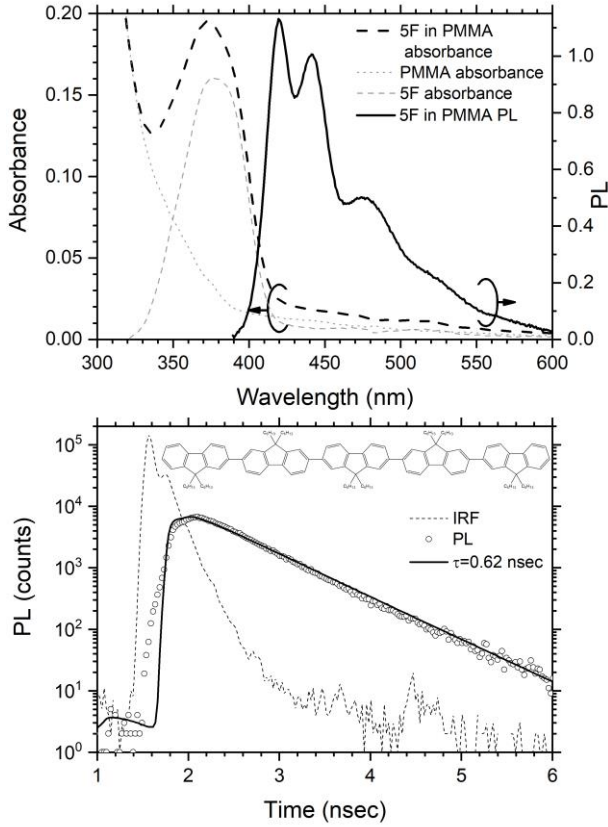 0.20
0.15
0.10
0.05
0.00
Absorbance
5F in PMMA
absorbance
PMMA absorbance
5F absorbance
5F in PMMA PL
1.0
0.8
0.6
0.4
0.2
0.0
PL
300 350 400 450 500 550 600
Wavelength (nm)
10⁵
10⁴
10³
10²
10¹
10⁰
PL (counts)
IRF
PL
τ=0.62 nsec
1 2 3 4 5 6
Time (nsec)